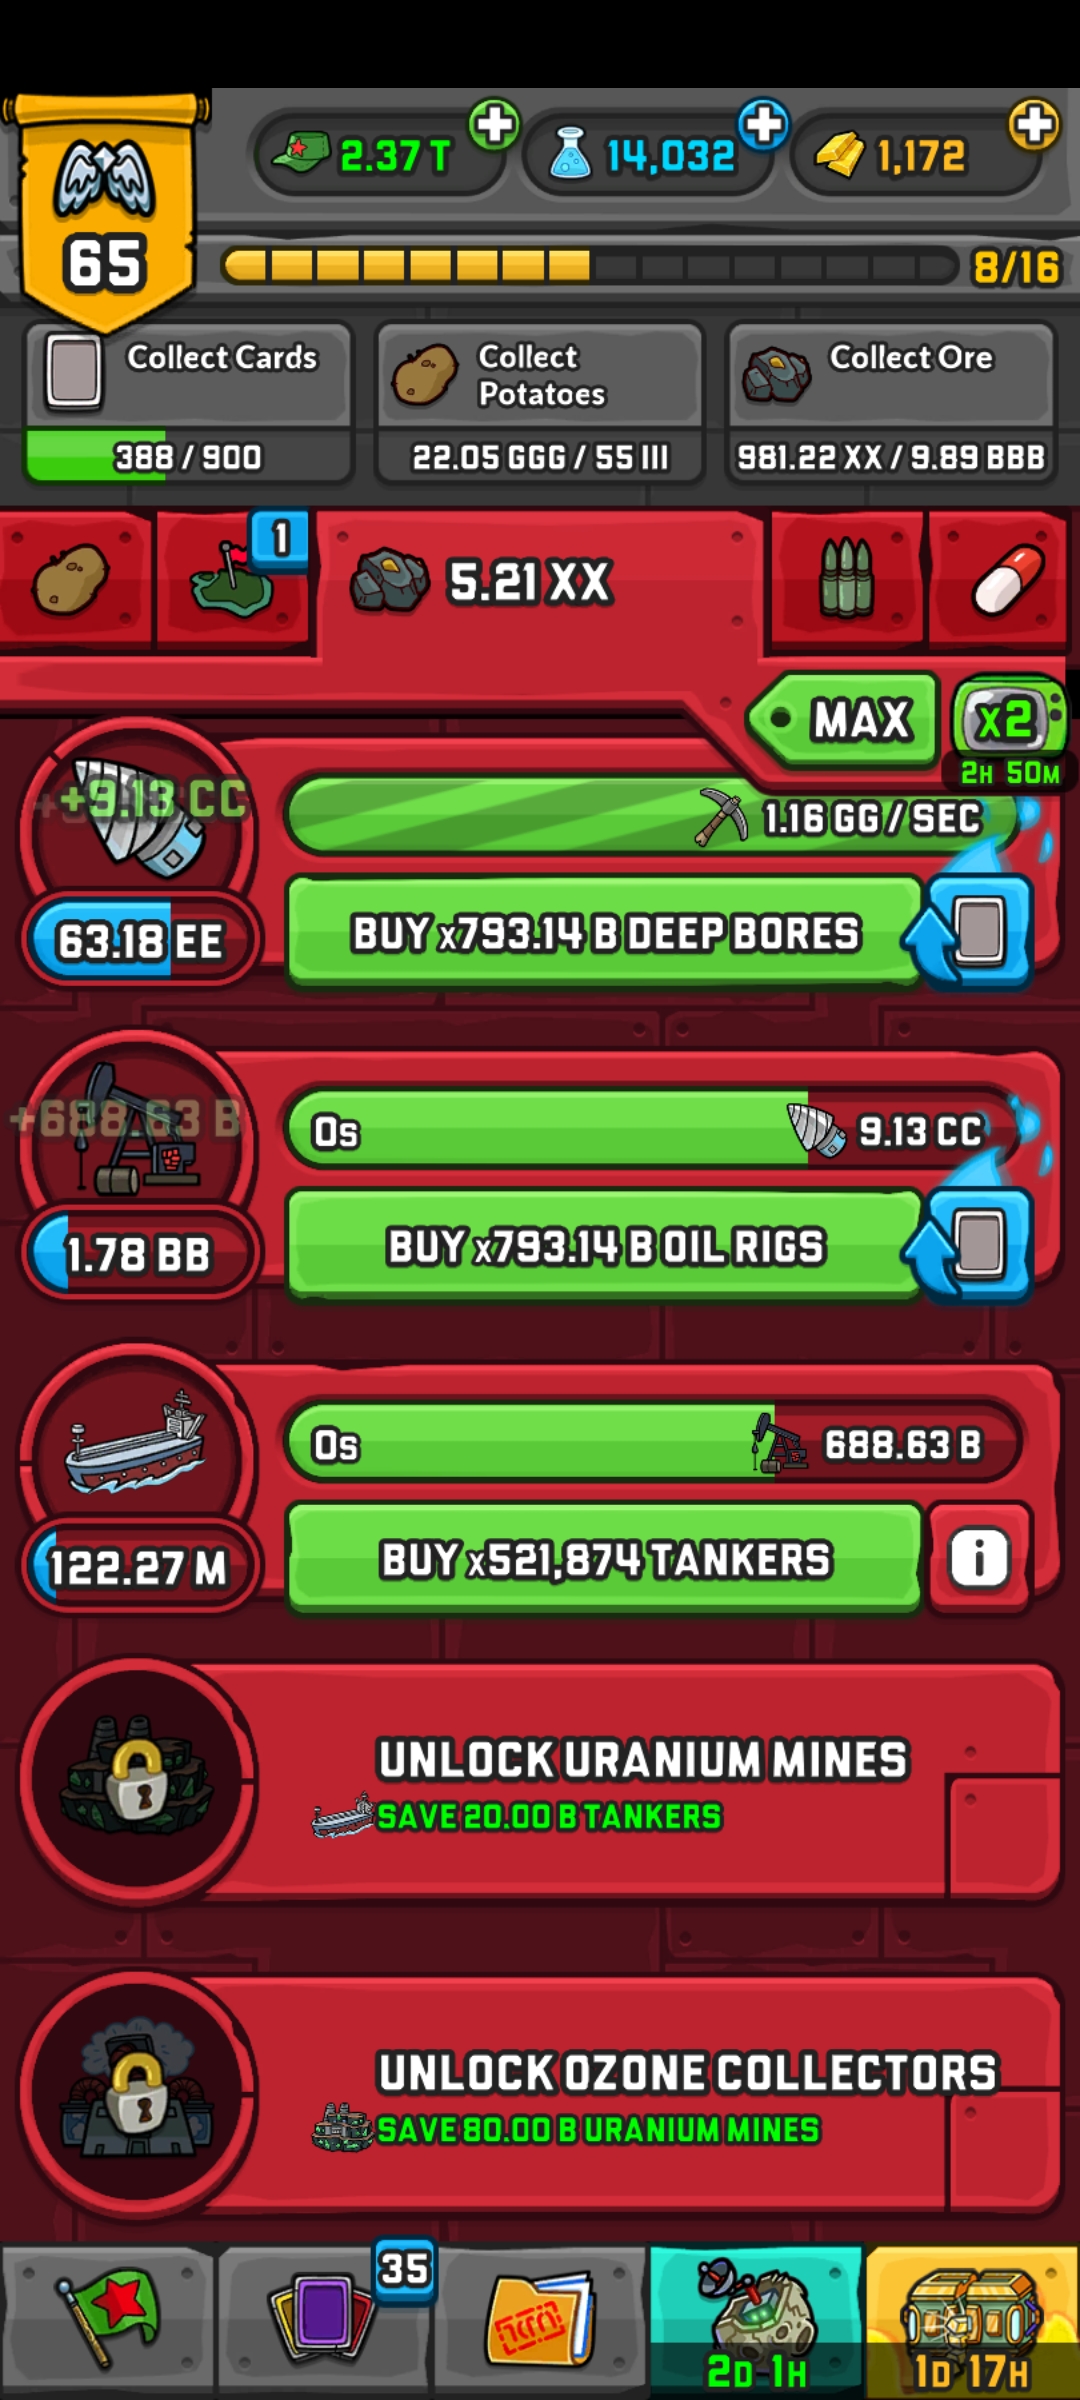 2.37 T
14,032
1,172
65
8/16
Collect Cards
388 / 900
Collect
Potatoes
22.05 GGG / 55 III
Collect Ore
981.22 XX / 9.89 BBB
1
5.21 XX
MAX
x2
2H 50M
+9.13 CC
1.16 GG / SEC
63.18 EE
BUY x793.14 B DEEP BORES
+688.63 B
0s
9.13 CC
1.78 BB
BUY x793.14 B OIL RIGS
0s
688.63 B
122.27 M
BUY x521,874 TANKERS
i
UNLOCK URANIUM MINES
SAVE 20.00 B TANKERS
UNLOCK OZONE COLLECTORS
SAVE 80.00 B URANIUM MINES
35
2D 1H
1D 17H